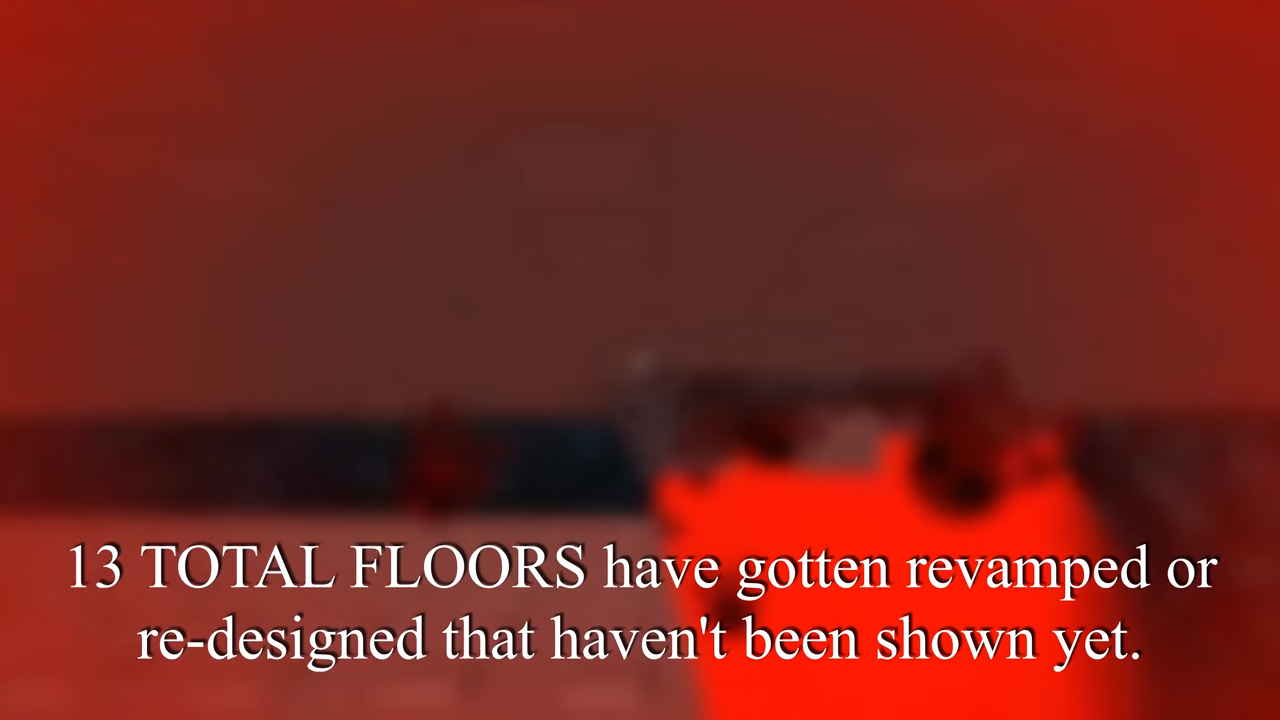 13 TOTAL FLOORS have gotten revamped or
re-designed that haven't been shown yet.